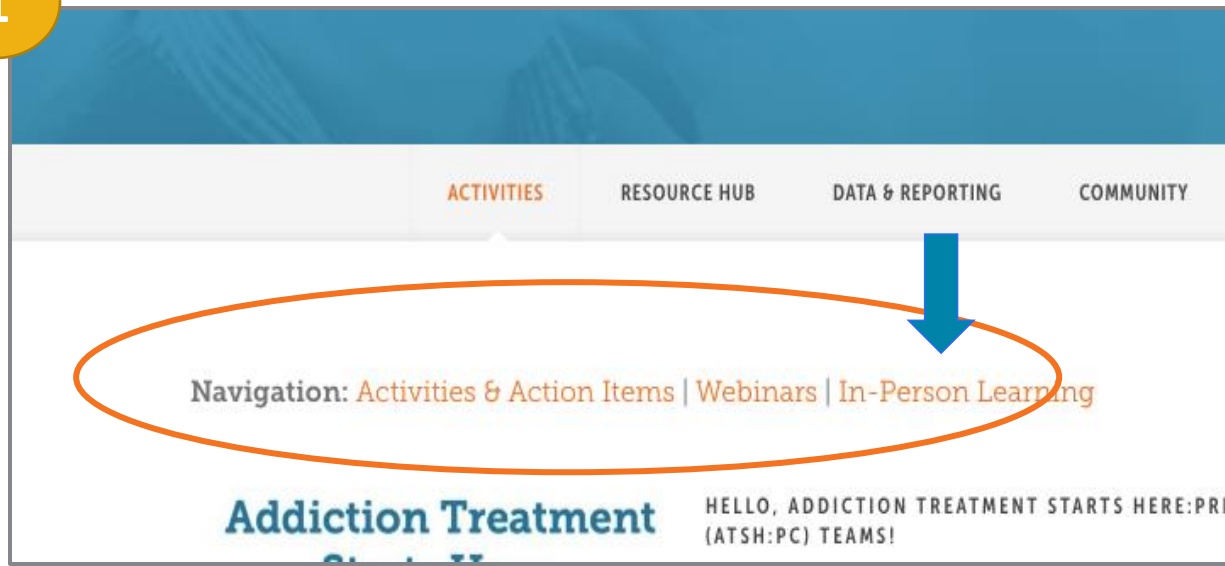 1
ACTIVITIES RESOURCE HUB DATA & REPORTING COMMUNITY
Navigation: Activities & Action Items | Webinars | In-Person Learning
Addiction Treatment
HELLO, ADDICTION TREATMENT STARTS HERE:PR
(ATSH:PC) TEAMS!